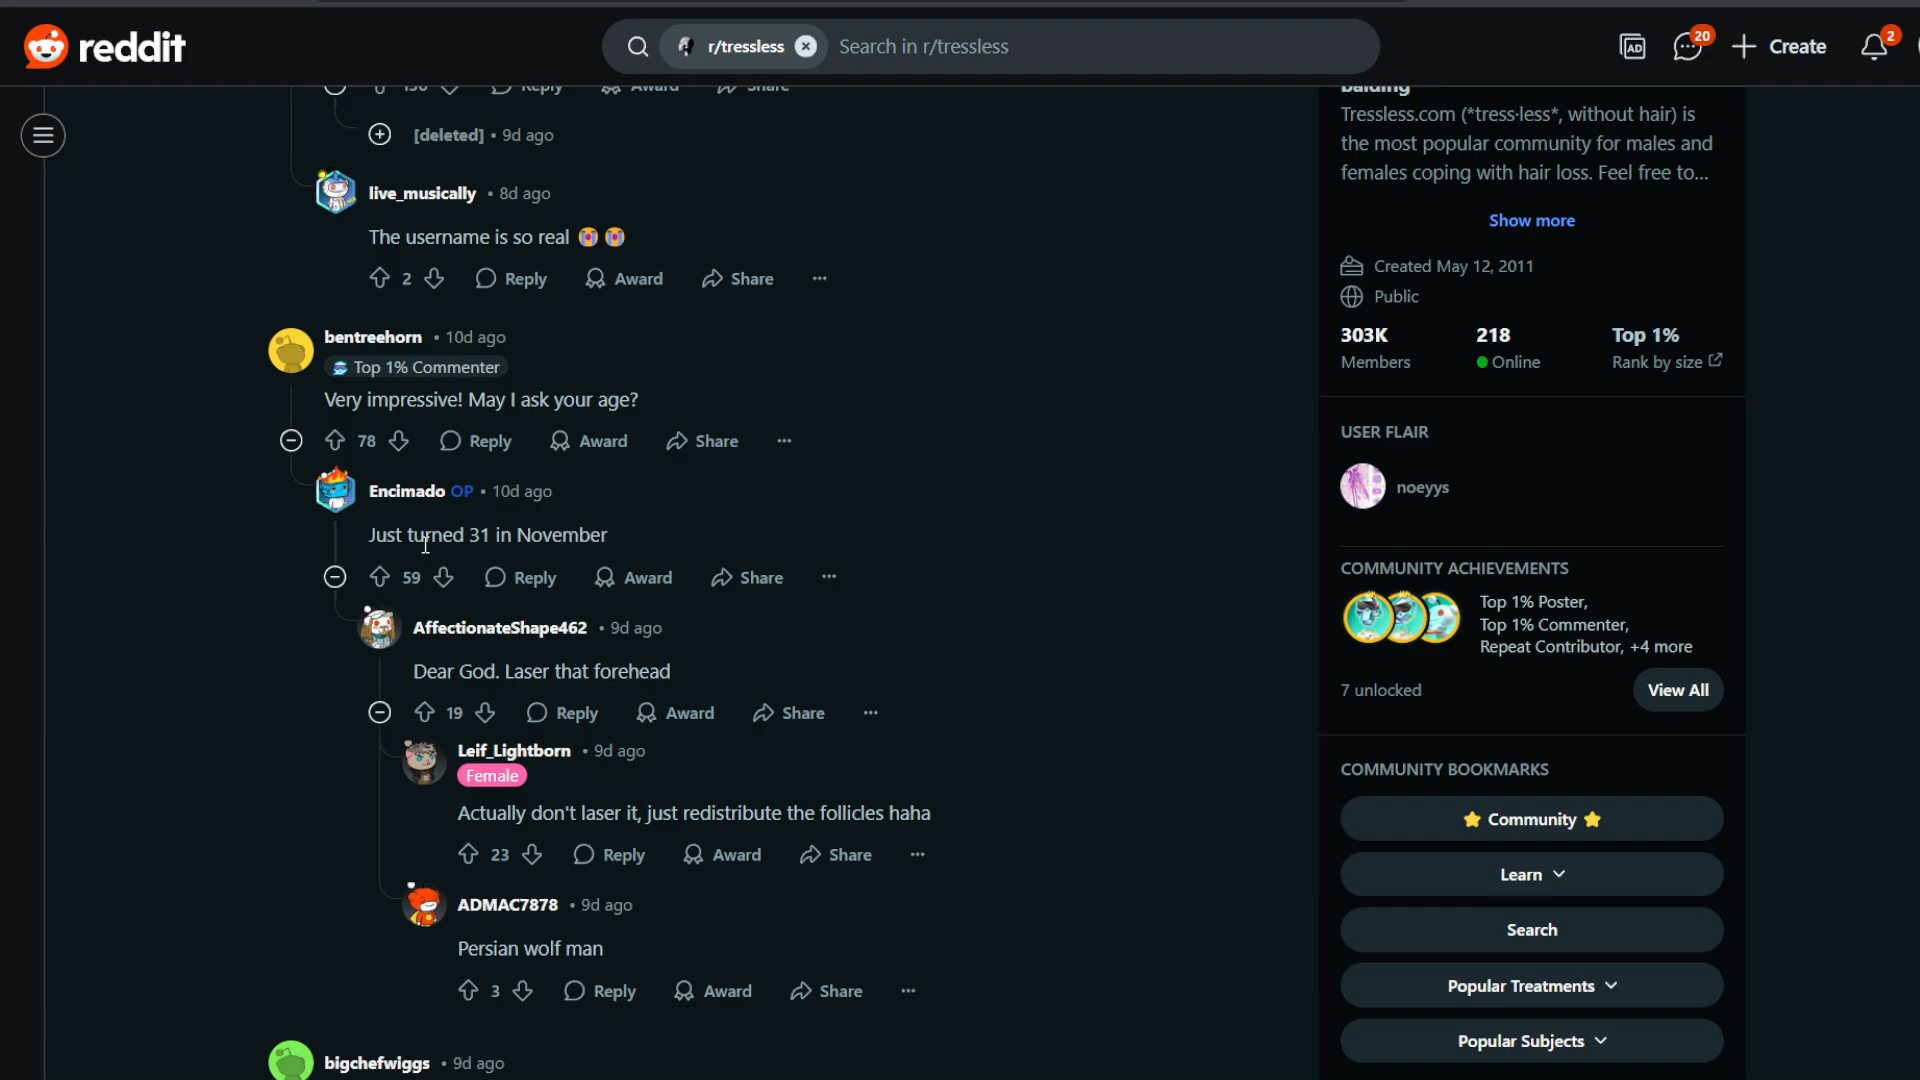 reddit
r/tressless
Search in r/tressless
AD
20
Create
2
Reply
Award
Share
[deleted] • 9d ago
live_musically • 8d ago
The username is so real 😭😭
2 Reply Award Share
bentreehorn • 10d ago
Top 1% Commenter
Very impressive! May I ask your age?
78 Reply Award Share
Encimado OP • 10d ago
Just turned 31 in November
59 Reply Award Share
AffectionateShape462 • 9d ago
Dear God. Laser that forehead
19 Reply Award Share
Leif_Lightborn • 9d ago
Female
Actually don't laser it, just redistribute the follicles haha
23 Reply Award Share
ADMAC7878 • 9d ago
Persian wolf man
3 Reply Award Share
bigchefwiggs • 9d ago
balding
Tressless.com (*tress·less*, without hair) is
the most popular community for males and
females coping with hair loss. Feel free to...
Show more
Created May 12, 2011
Public
303K 218 Top 1%
Members Online Rank by size
USER FLAIR
noeyys
COMMUNITY ACHIEVEMENTS
Top 1% Poster,
Top 1% Commenter,
Repeat Contributor, +4 more
7 unlocked
View All
COMMUNITY BOOKMARKS
⭐ Community ⭐
Learn
Search
Popular Treatments
Popular Subjects